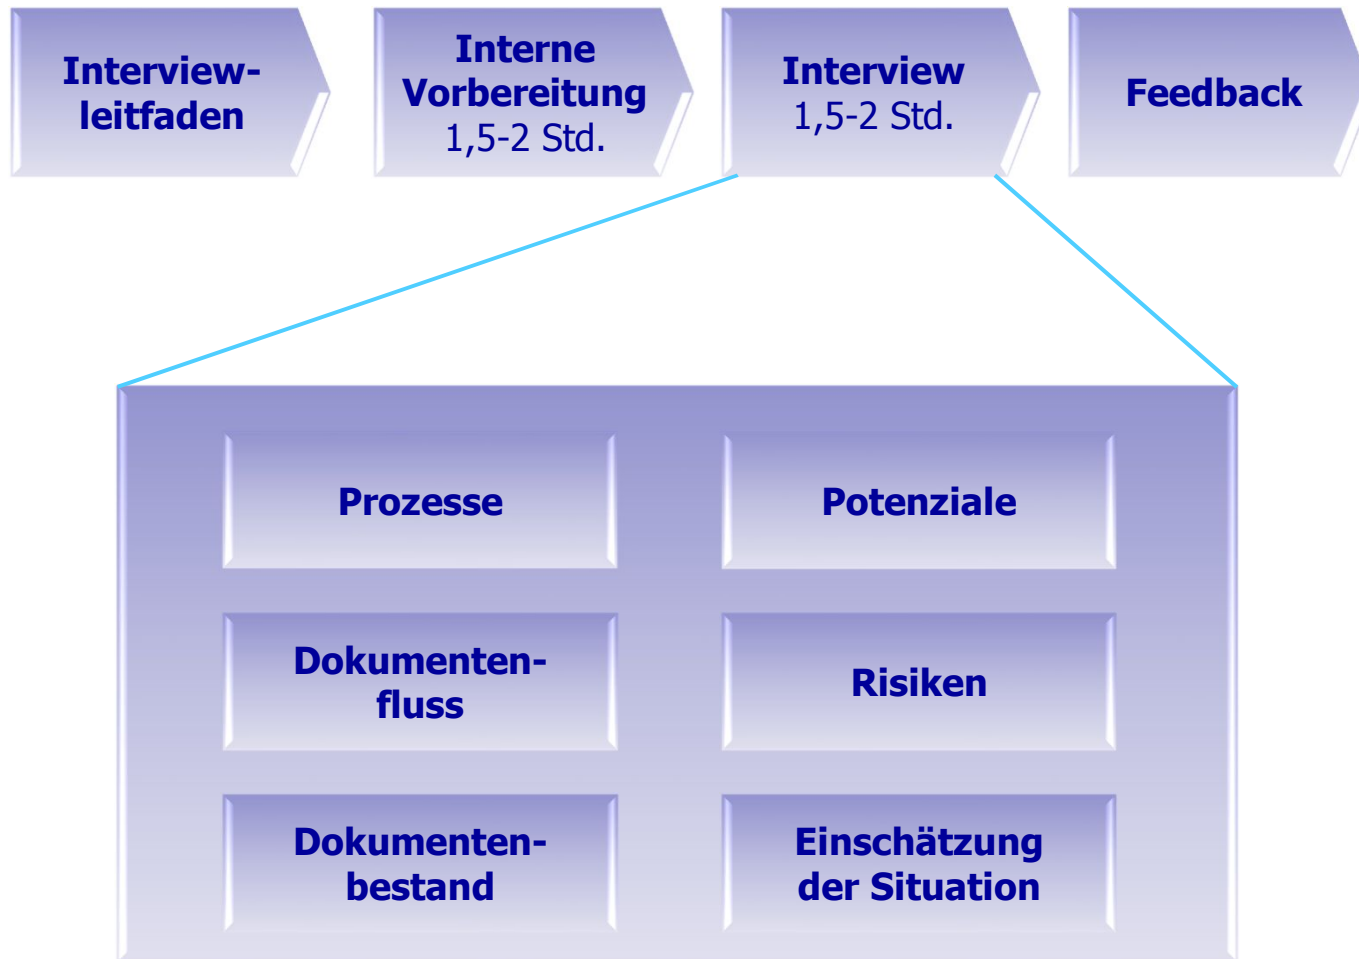 Interview-
leitfaden
Interne
Vorbereitung
1,5-2 Std.
Interview
1,5-2 Std.
Feedback
Prozesse
Potenziale
Dokumenten-
fluss
Risiken
Dokumenten-
bestand
Einschätzung
der Situation